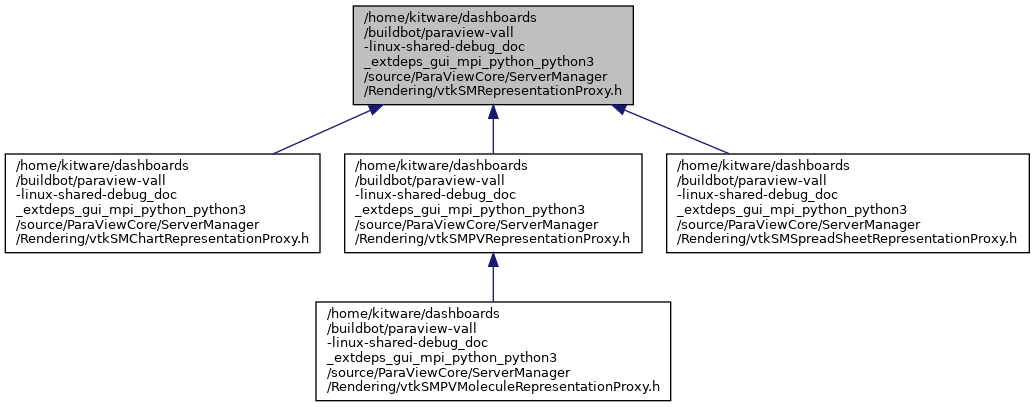 /home/kitware/dashboards
/buildbot/paraview-vall
-linux-shared-debug_doc
_extdeps_gui_mpi_python_python3
/source/ParaViewCore/ServerManager
/Rendering/vtkSMRepresentationProxy.h
/home/kitware/dashboards
/buildbot/paraview-vall
-linux-shared-debug_doc
_extdeps_gui_mpi_python_python3
/source/ParaViewCore/ServerManager
/Rendering/vtkSMChartRepresentationProxy.h
/home/kitware/dashboards
/buildbot/paraview-vall
-linux-shared-debug_doc
_extdeps_gui_mpi_python_python3
/source/ParaViewCore/ServerManager
/Rendering/vtkSMPVRepresentationProxy.h
/home/kitware/dashboards
/buildbot/paraview-vall
-linux-shared-debug_doc
_extdeps_gui_mpi_python_python3
/source/ParaViewCore/ServerManager
/Rendering/vtkSMSpreadSheetRepresentationProxy.h
/home/kitware/dashboards
/buildbot/paraview-vall
-linux-shared-debug_doc
_extdeps_gui_mpi_python_python3
/source/ParaViewCore/ServerManager
/Rendering/vtkSMPVMoleculeRepresentationProxy.h